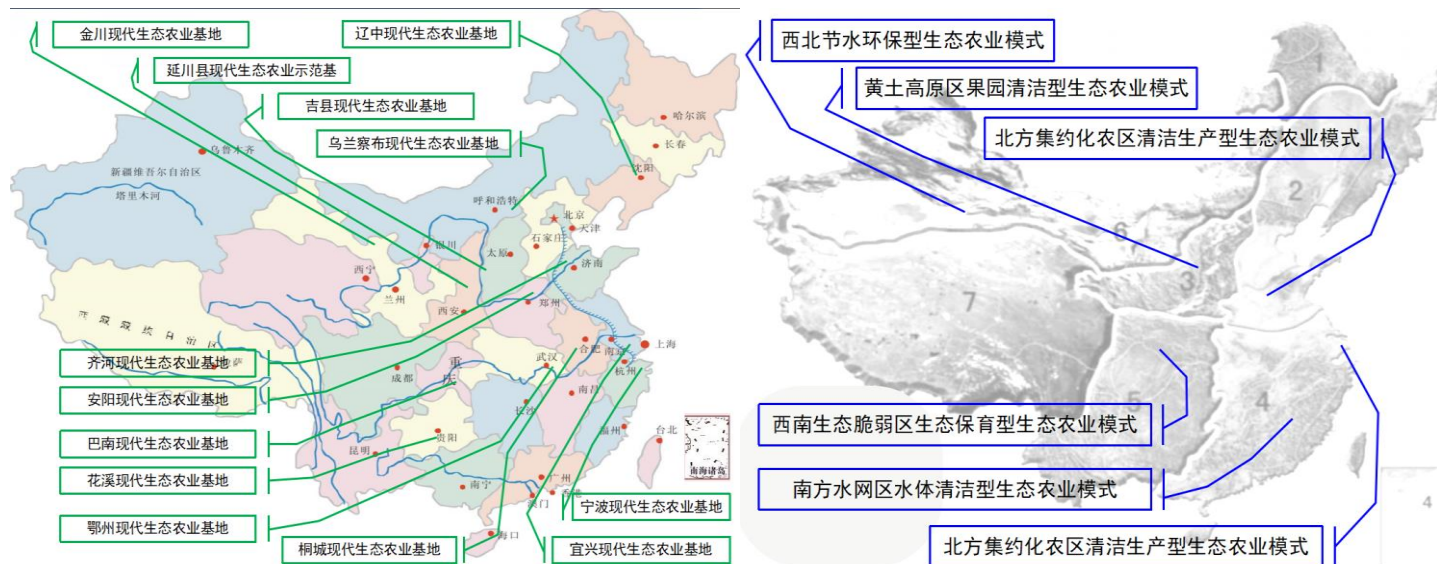 金川现代生态农业基地
辽中现代生态农业基地
延川县现代生态农业示范基
吉县现代生态农业基地
乌兰察布现代生态农业基地
哈尔滨
长春
乌鲁木齐
沈阳
新疆维吾尔自治区
塔里木河
呼和浩特
北京
天津
银川
石家庄
太原
西宁
济南
兰州
西安
郑州
西藏藏族自治区
齐河现代生态农业基地
合肥
南京
上海
武汉
杭州
重庆
成都
安阳现代生态农业基地
南昌
长沙
巴南现代生态农业基地
贵阳
福州
台北
昆明
花溪现代生态农业基地
南海诸岛
南宁
广州
香港
澳门
宁波现代生态农业基地
鄂州现代生态农业基地
海口
桐城现代生态农业基地
宜兴现代生态农业基地
西北节水环保型生态农业模式
黄土高原区果园清洁型生态农业模式
北方集约化农区清洁生产型生态农业模式
1
2
6
3
7
5
4
西南生态脆弱区生态保育型生态农业模式
南方水网区水体清洁型生态农业模式
4
北方集约化农区清洁生产型生态农业模式